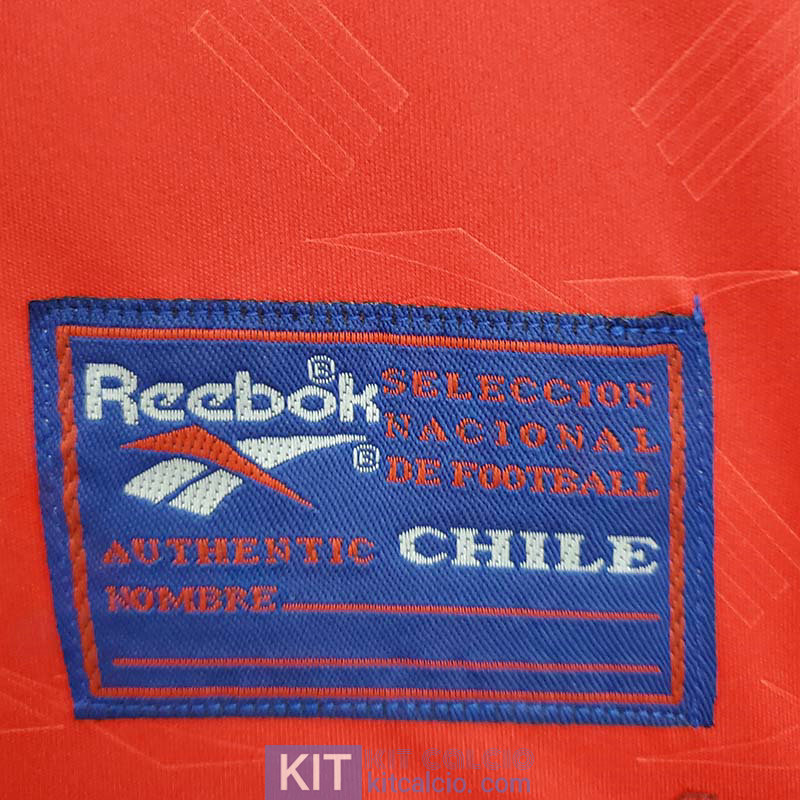 Reebok®
SELECCION
NACIONAL
DE FOOTBALL
®
AUTHENTIC CHILE
NOMBRE
KIT
kitcalcio.com